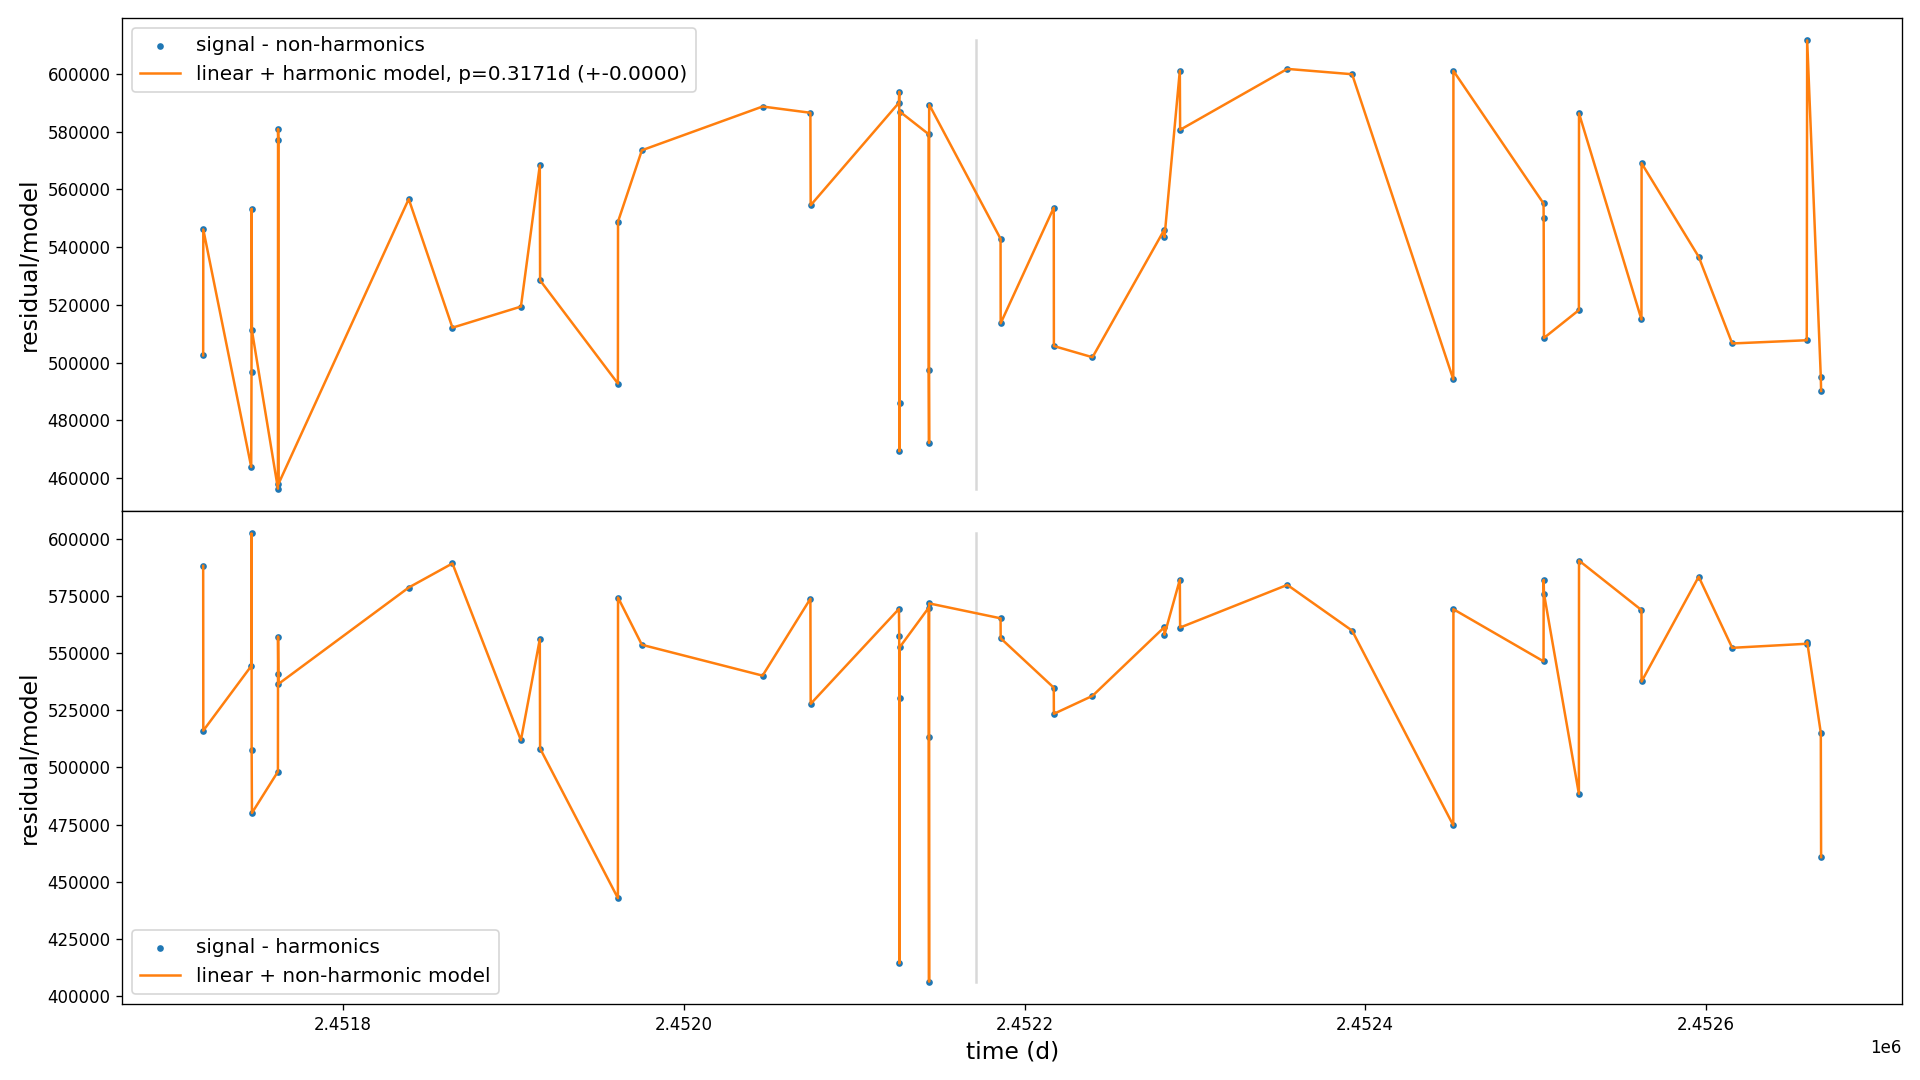 signal - non-harmonics
linear + harmonic model, p=0.3171d (+-0.0000)
600000
580000
560000
540000
520000
500000
480000
460000
residual/model
600000
575000
550000
525000
500000
475000
450000
425000
400000
residual/model
signal - harmonics
linear + non-harmonic model
2.4518 2.4520 2.4522 2.4524 2.4526
time (d)
1e6